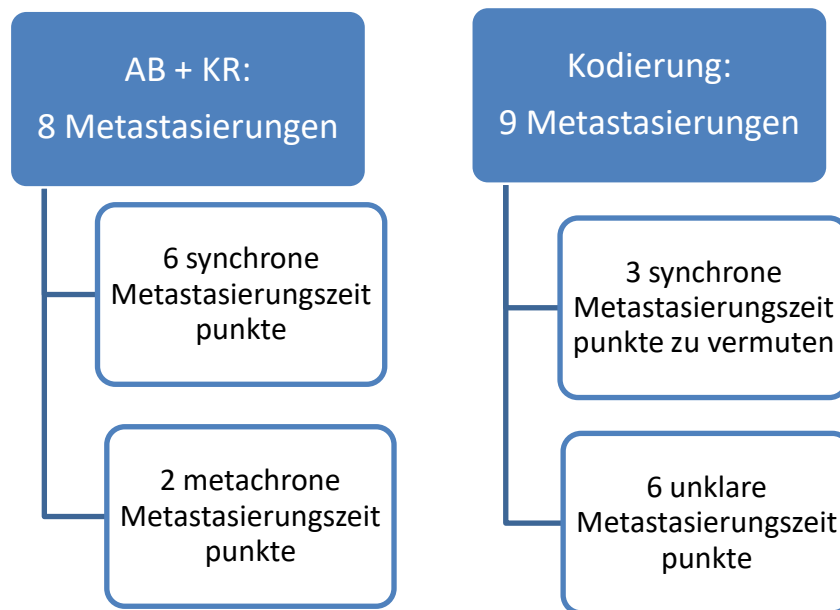 AB + KR:
8 Metastasierungen
6 synchrone
Metastasierungszeit
punkte
2 metachrone
Metastasierungszeit
punkte
Kodierung:
9 Metastasierungen
3 synchrone
Metastasierungszeit
punkte zu vermuten
6 unklare
Metastasierungszeit
punkte